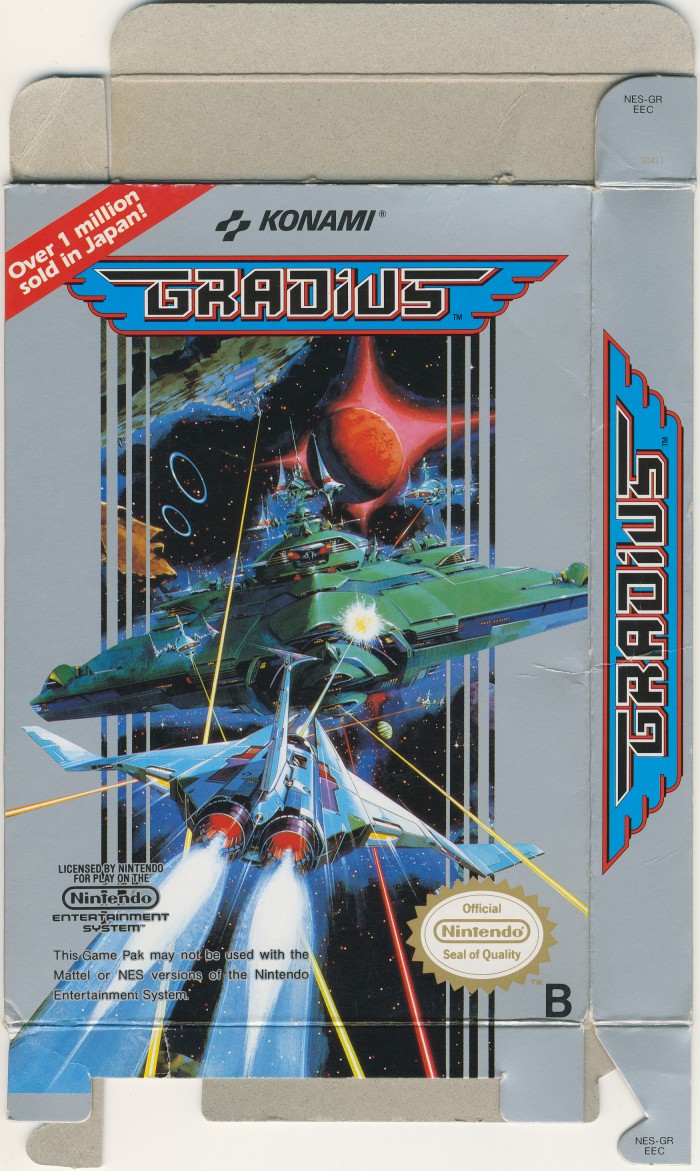 NES-GR
EEC
Over 1 million
sold in Japan!
KONAMI®
GRADIUS™
GRADIUS™
LICENSED BY NINTENDO
FOR PLAY ON THE
Nintendo
ENTERTAINMENT
SYSTEM™
This Game Pak may not be used with the
Mattel or NES versions of the Nintendo
Entertainment System.
Official
Nintendo®
Seal of Quality
TM
B
NES-GR
EEC